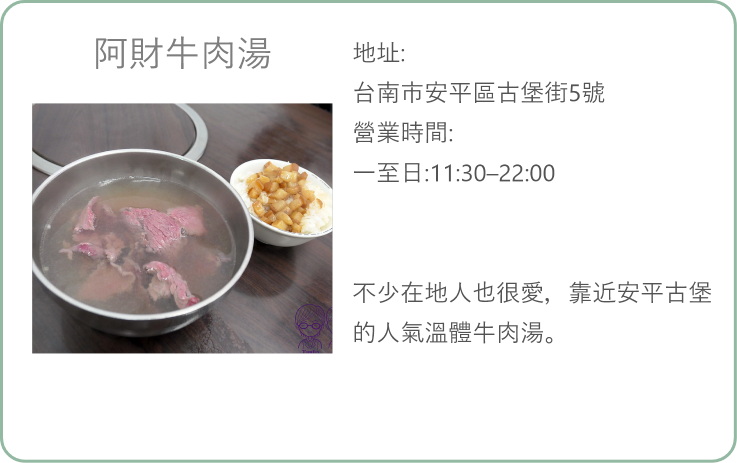 阿財牛肉湯
地址:
台南市安平區古堡街5號
營業時間:
一至日:11:30–22:00
不少在地人也很愛，靠近安平古堡
的人氣溫體牛肉湯。